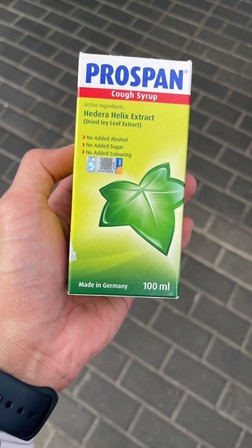 PROSPAN®
Cough Syrup
Active Ingredient:
Hedera Helix Extract
(Dried Ivy Leaf Extract)
› No Added Alcohol
› No Added Sugar
› No Added Colouring
Made in Germany
100 ml